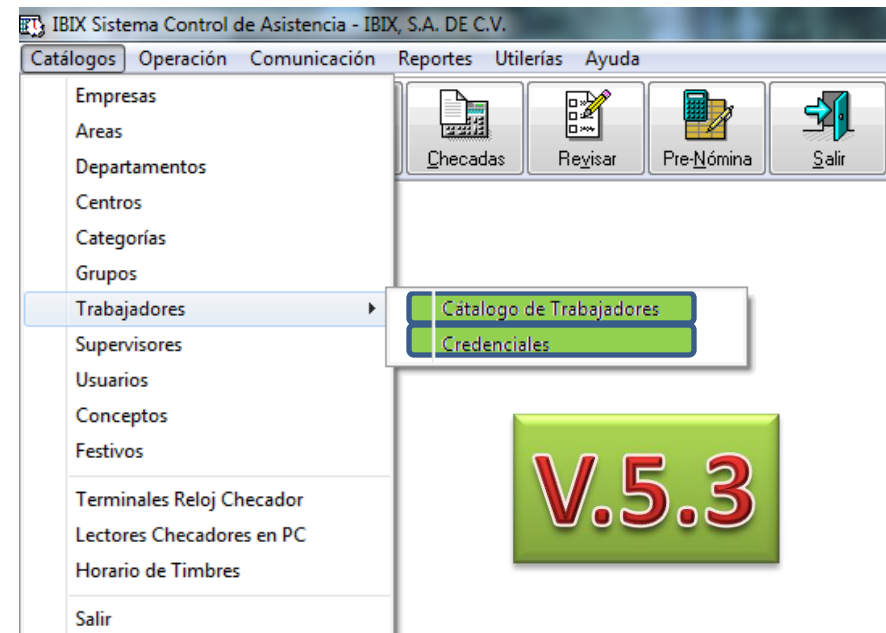 IBIX Sistema Control de Asistencia - IBIX, S.A. DE C.V.
Catálogos Operación Comunicación Reportes Utilerías Ayuda
Checadas Revisar Pre-Nómina Salir
Empresas
Areas
Departamentos
Centros
Categorías
Grupos
Trabajadores
Cátalogo de Trabajadores
Credenciales
Supervisores
Usuarios
Conceptos
Festivos
Terminales Reloj Checador
Lectores Checadores en PC
Horario de Timbres
Salir
V.5.3